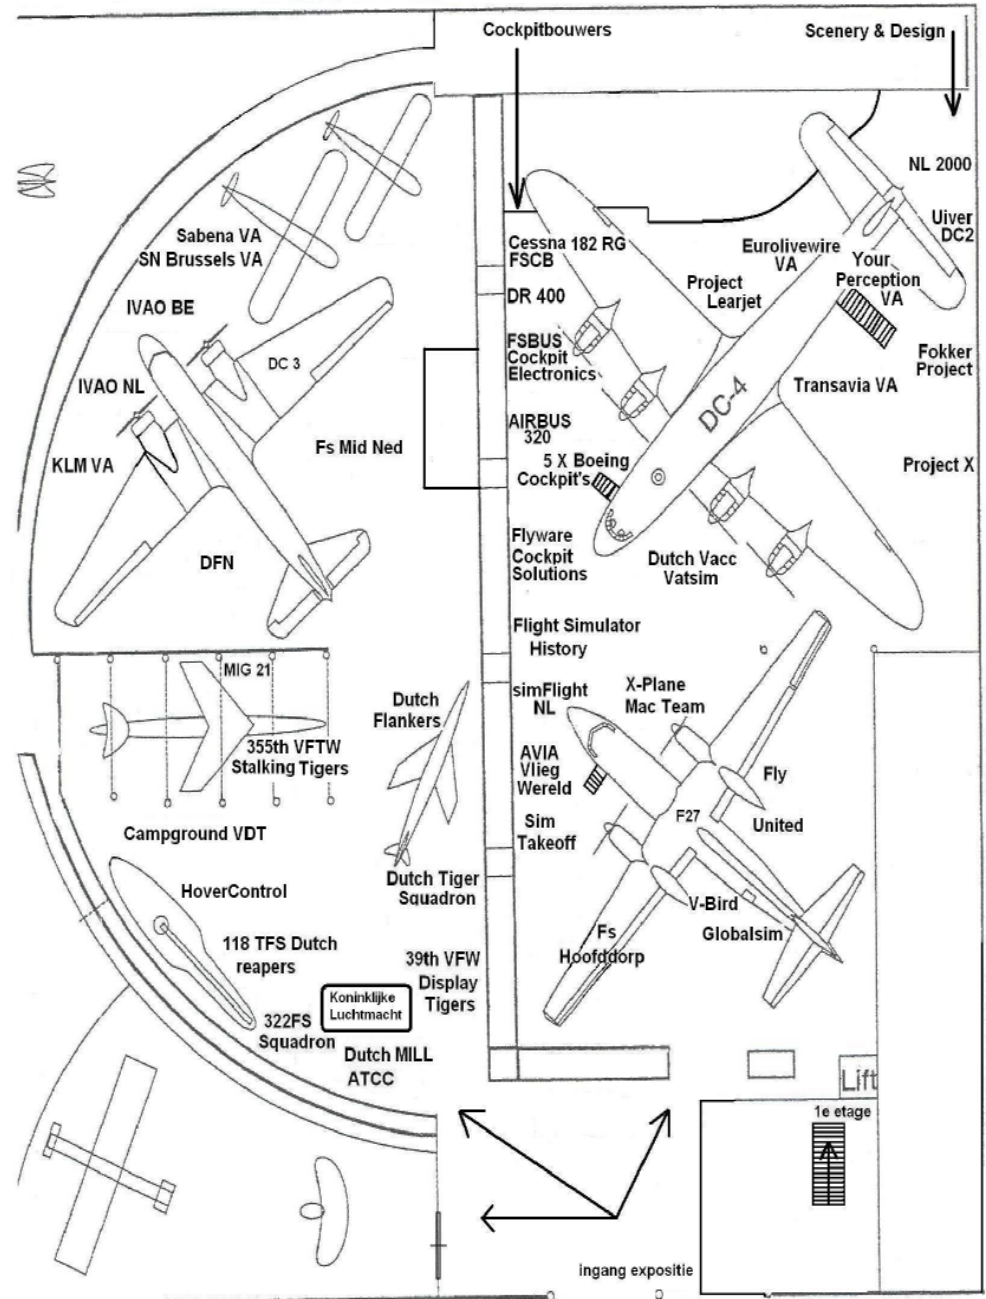 Cockpitbouwers
Scenery & Design
NL 2000
Uiver
DC2
Sabena VA
SN Brussels VA
Cessna 182 RG
FSCB
Eurolivewire
VA
Your
Perception
VA
Project
Learjet
IVAO BE
DR 400
FSBUS
Cockpit
Electronics
DC 3
Fokker
Project
IVAO NL
Transavia VA
DC-4
AIRBUS
320
Fs Mid Ned
KLM VA
5 X Boeing
Cockpit's
Project X
DFN
Flyware
Cockpit
Solutions
Dutch Vacc
Vatsim
Flight Simulator
History
MIG 21
Dutch
Flankers
simFlight
NL
X-Plane
Mac Team
355th VFTW
Stalking Tigers
AVIA
Vlieg
Wereld
Fly
United
F27
Sim
Takeoff
Campground VDT
HoverControl
Dutch Tiger
Squadron
V-Bird
Globalsim
Fs
Hoofddorp
118 TFS Dutch
reapers
39th VFW
Display
Tigers
Koninklijke
Luchtmacht
322FS
Squadron
Dutch MILL
ATCC
Lift
1e etage
ingang expositie